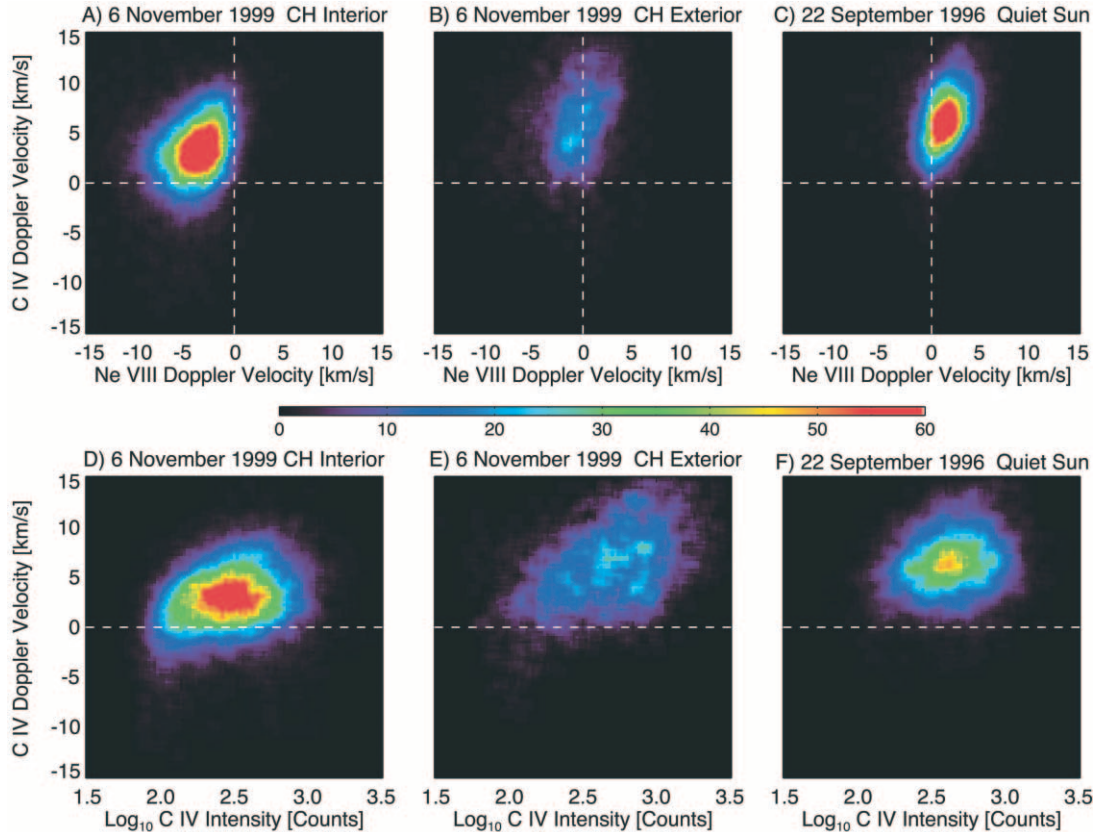 A) 6 November 1999 CH Interior
B) 6 November 1999 CH Exterior
C) 22 September 1996 Quiet Sun
C IV Doppler Velocity [km/s]
15
10
5
0
-5
-10
-15
-15 -10 -5 0 5 10 15
-15 -10 -5 0 5 10 15
-15 -10 -5 0 5 10 15
Ne VIII Doppler Velocity [km/s]
Ne VIII Doppler Velocity [km/s]
Ne VIII Doppler Velocity [km/s]
0 10 20 30 40 50 60
D) 6 November 1999 CH Interior
E) 6 November 1999 CH Exterior
F) 22 September 1996 Quiet Sun
C IV Doppler Velocity [km/s]
15
10
5
0
-5
-10
-15
1.5 2.0 2.5 3.0 3.5
1.5 2.0 2.5 3.0 3.5
1.5 2.0 2.5 3.0 3.5
Log₁₀ C IV Intensity [Counts]
Log₁₀ C IV Intensity [Counts]
Log₁₀ C IV Intensity [Counts]